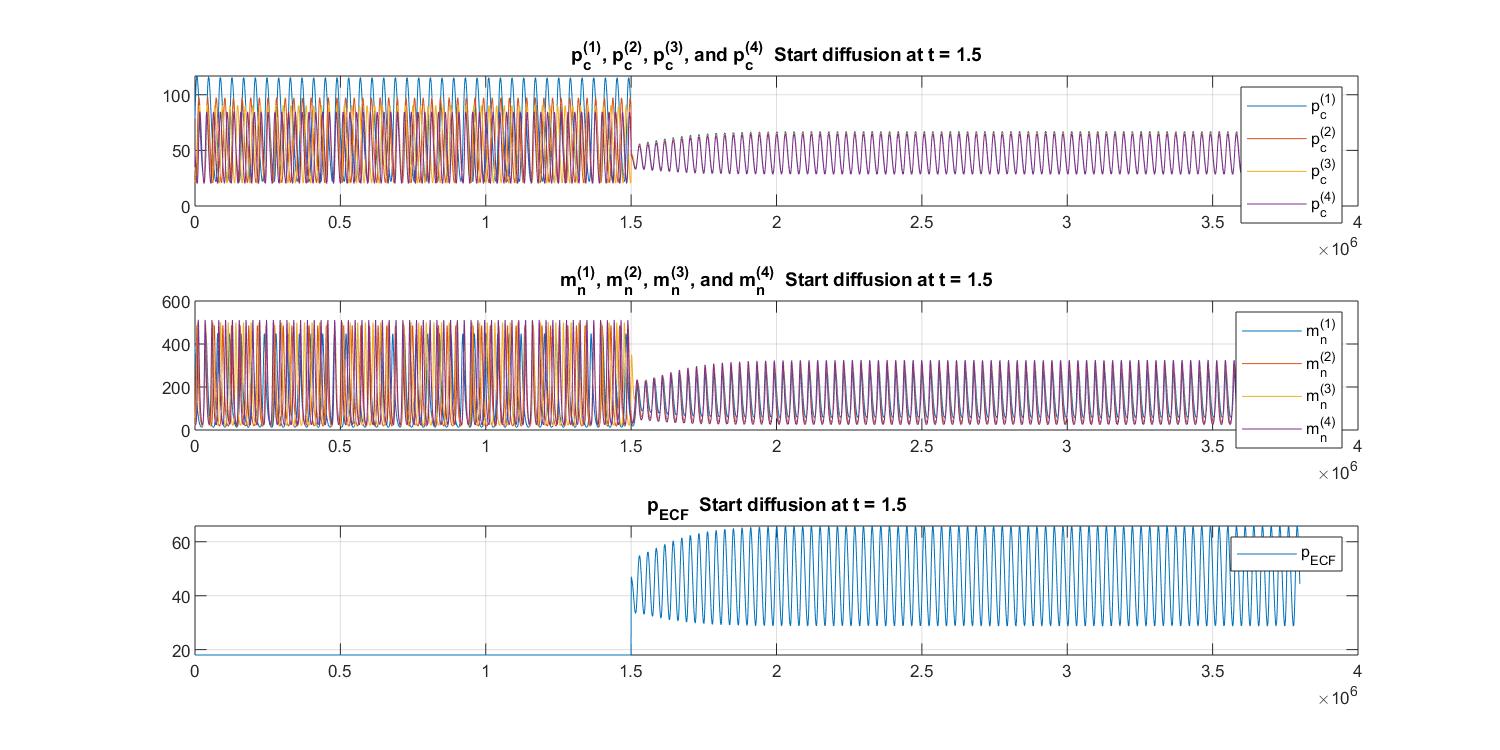 p_c^(1), p_c^(2), p_c^(3), and p_c^(4) Start diffusion at t = 1.5
100
50
0
0 0.5 1 1.5 2 2.5 3 3.5 4
×10^6
p_c^(1)
p_c^(2)
p_c^(3)
p_c^(4)
m_n^(1), m_n^(2), m_n^(3), and m_n^(4) Start diffusion at t = 1.5
600
400
200
0
0 0.5 1 1.5 2 2.5 3 3.5 4
×10^6
m_n^(1)
m_n^(2)
m_n^(3)
m_n^(4)
p_ECF Start diffusion at t = 1.5
60
40
20
0 0.5 1 1.5 2 2.5 3 3.5 4
×10^6
p_ECF